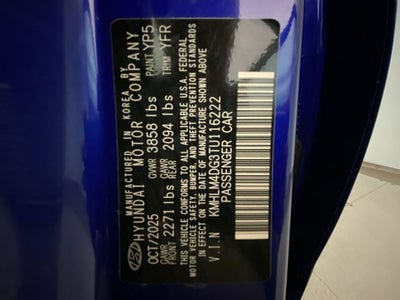 MANUFACTURED IN KOREA BY
HYUNDAI MOTOR COMPANY
PAINT YP5
OCT/2025 GVWR 3858 lbs TRIM YFR
GAWR FRONT 2271 lbs GAWR REAR 2094 lbs
THIS VEHICLE CONFORMS TO ALL APPLICABLE U.S.A. FEDERAL
MOTOR VEHICLE SAFETY, BUMPER, AND THEFT PREVENTION STANDARDS
IN EFFECT ON THE DATE OF MANUFACTURE SHOWN ABOVE.
V.I.N KMHLM4DG3TU116222
PASSENGER CAR